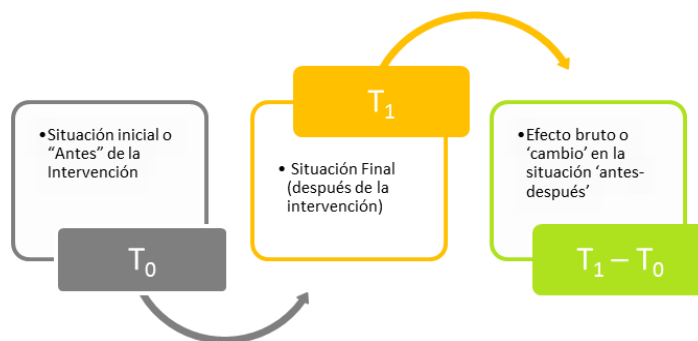 •Situación inicial o
“Antes” de la
Intervención
T₀
T₁
• Situación Final
(después de la
intervención)
•Efecto bruto o
‘cambio’ en la
situación ‘antes-
después’
T₁ – T₀